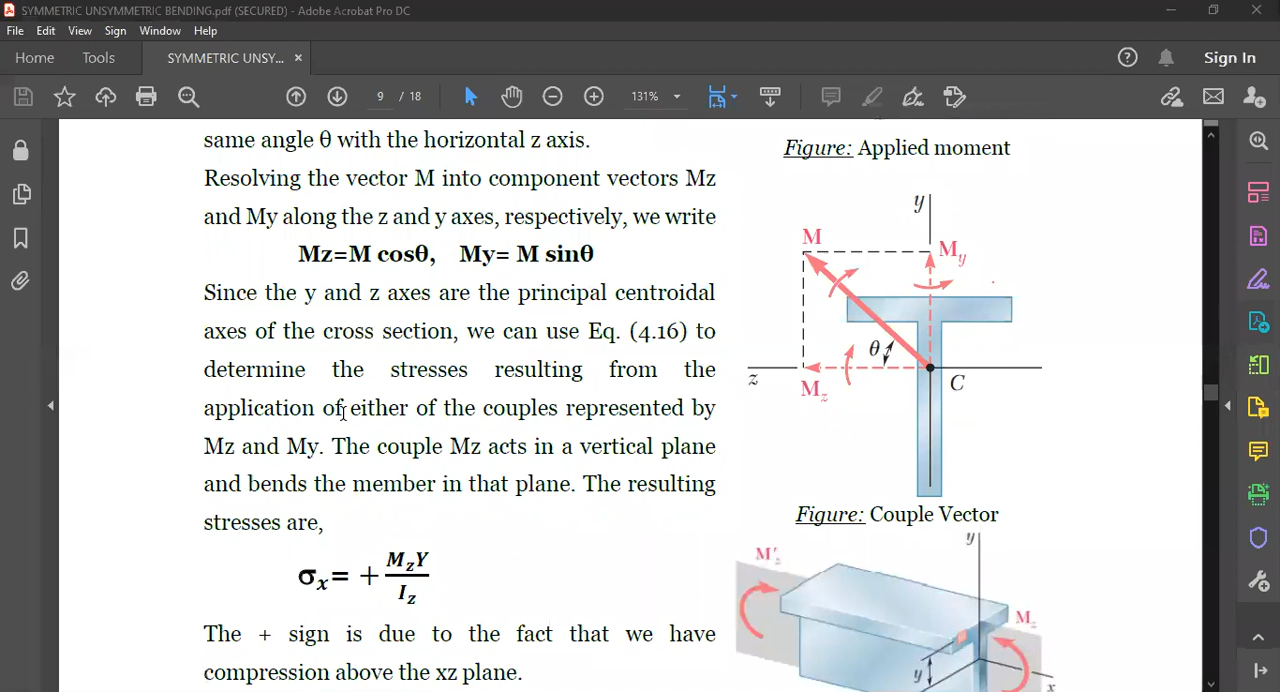 SYMMETRIC UNSYMMETRIC BENDING.pdf (SECURED) - Adobe Acrobat Pro DC
File Edit View Sign Window Help
Home Tools SYMMETRIC UNSY... × Sign In
9 / 18 131%
same angle θ with the horizontal z axis.
Resolving the vector M into component vectors Mz
and My along the z and y axes, respectively, we write
Mz=M cosθ, My= M sinθ
Since the y and z axes are the principal centroidal
axes of the cross section, we can use Eq. (4.16) to
determine the stresses resulting from the
application of either of the couples represented by
Mz and My. The couple Mz acts in a vertical plane
and bends the member in that plane. The resulting
stresses are,
σx= + MzY / Iz
The + sign is due to the fact that we have
compression above the xz plane.
Figure: Applied moment
y
M
My
θ
z
Mz
C
Figure: Couple Vector
y
M′z
Mz
y
x